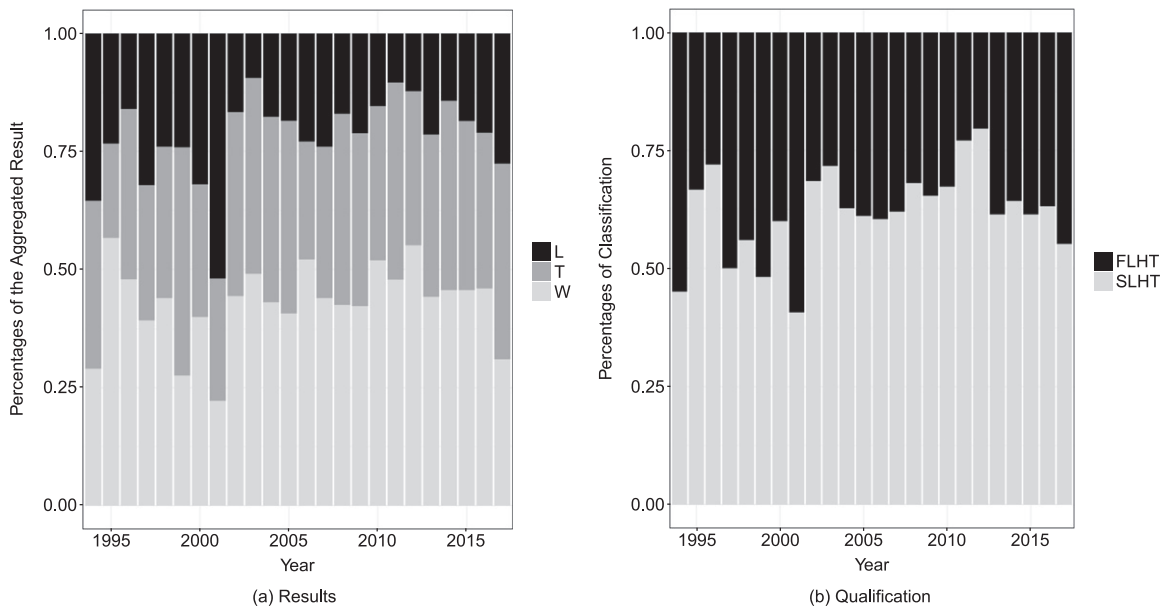 Percentages of the Aggregated Result
1.00
0.75
0.50
0.25
0.00
1995 2000 2005 2010 2015
Year
L
T
W
(a) Results
Percentages of Classification
1.00
0.75
0.50
0.25
0.00
1995 2000 2005 2010 2015
Year
FLHT
SLHT
(b) Qualification